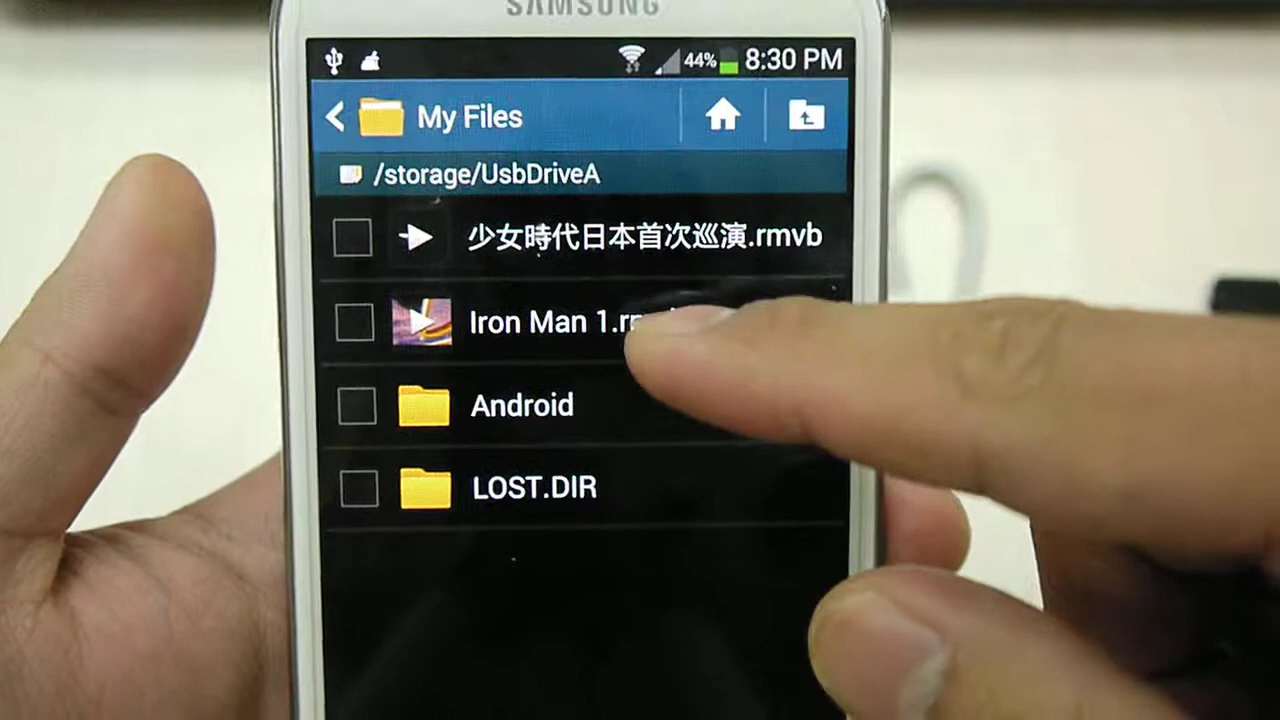 SAMSUNG
44% 8:30 PM
My Files
/storage/UsbDriveA
少女時代日本首次巡演.rmvb
Iron Man 1.
Android
LOST.DIR